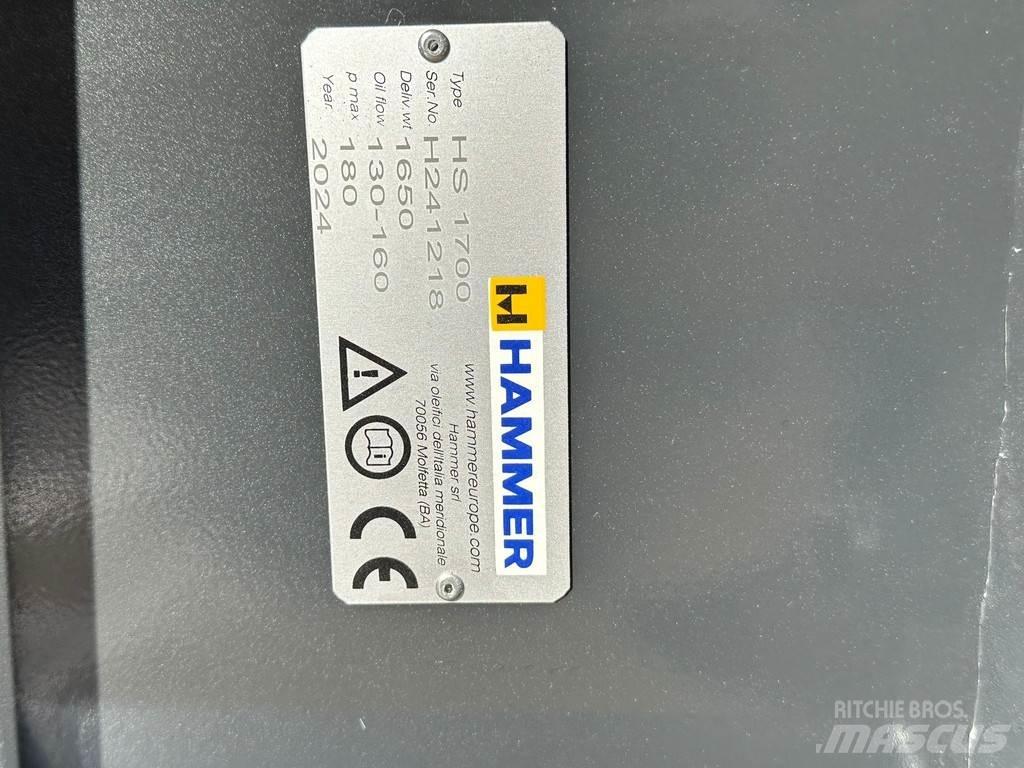 HAMMER
Type HS 1700
Ser.No. H241218
Deliv.wt 1650
Oil flow 130-160
p max 180
Year. 2024
www.hammereurope.com
Hammer srl
via oleifici dell'Italia meridionale
70056 Molfetta (BA)
CE
RITCHIE BROS.
MASCUS